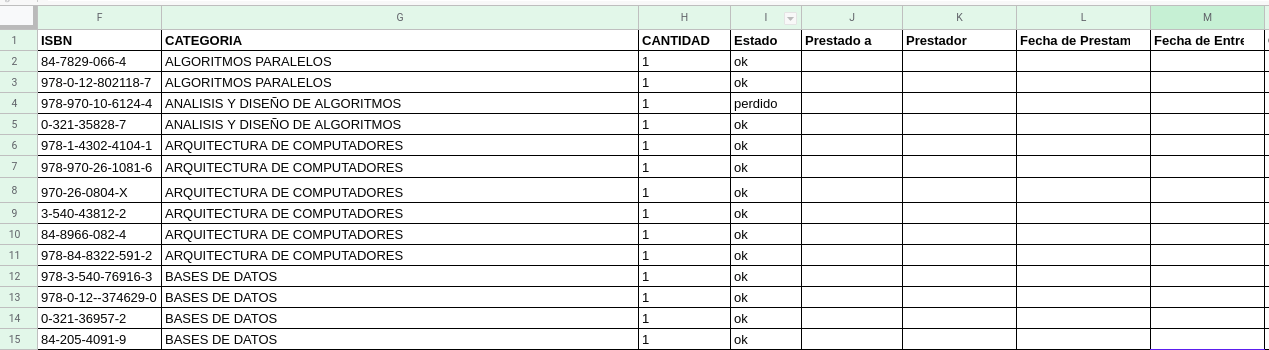 F G H I J K L M
1 ISBN CATEGORIA CANTIDAD Estado Prestado a Prestador Fecha de Prestam Fecha de Entre
2 84-7829-066-4 ALGORITMOS PARALELOS 1 ok
3 978-0-12-802118-7 ALGORITMOS PARALELOS 1 ok
4 978-970-10-6124-4 ANALISIS Y DISEÑO DE ALGORITMOS 1 perdido
5 0-321-35828-7 ANALISIS Y DISEÑO DE ALGORITMOS 1 ok
6 978-1-4302-4104-1 ARQUITECTURA DE COMPUTADORES 1 ok
7 978-970-26-1081-6 ARQUITECTURA DE COMPUTADORES 1 ok
8 970-26-0804-X ARQUITECTURA DE COMPUTADORES 1 ok
9 3-540-43812-2 ARQUITECTURA DE COMPUTADORES 1 ok
10 84-8966-082-4 ARQUITECTURA DE COMPUTADORES 1 ok
11 978-84-8322-591-2 ARQUITECTURA DE COMPUTADORES 1 ok
12 978-3-540-76916-3 BASES DE DATOS 1 ok
13 978-0-12--374629-0 BASES DE DATOS 1 ok
14 0-321-36957-2 BASES DE DATOS 1 ok
15 84-205-4091-9 BASES DE DATOS 1 ok